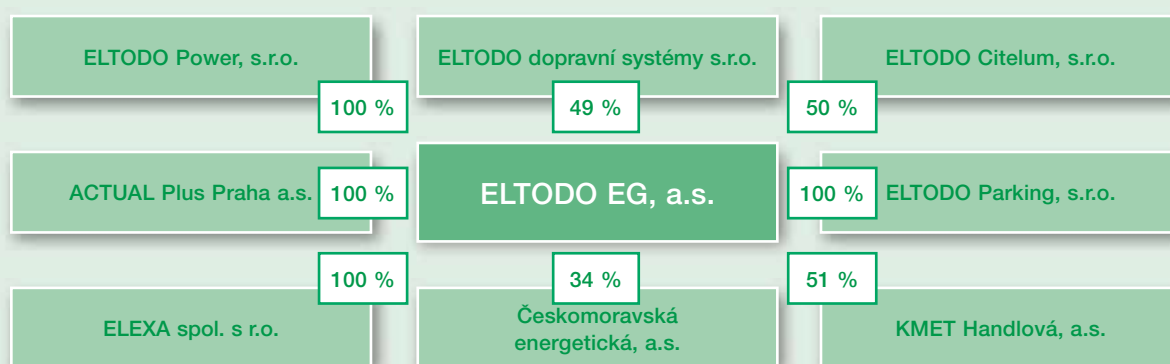 ELTODO Power, s.r.o.
ELTODO dopravní systémy s.r.o.
ELTODO Citelum, s.r.o.
100 %
49 %
50 %
ACTUAL Plus Praha a.s.
100 %
ELTODO EG, a.s.
100 %
ELTODO Parking, s.r.o.
100 %
34 %
51 %
ELEXA spol. s r.o.
Českomoravská
energetická, a.s.
KMET Handlová, a.s.